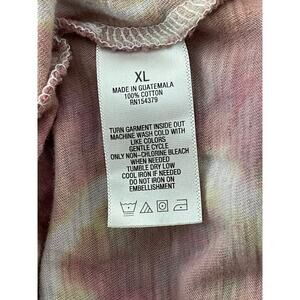 XL
MADE IN GUATEMALA
100% COTTON
RN154379
TURN GARMENT INSIDE OUT
MACHINE WASH COLD WITH
LIKE COLORS
GENTLE CYCLE
ONLY NON-CHLORINE BLEACH
WHEN NEEDED
TUMBLE DRY LOW
COOL IRON IF NEEDED
DO NOT IRON ON
EMBELLISHMENT